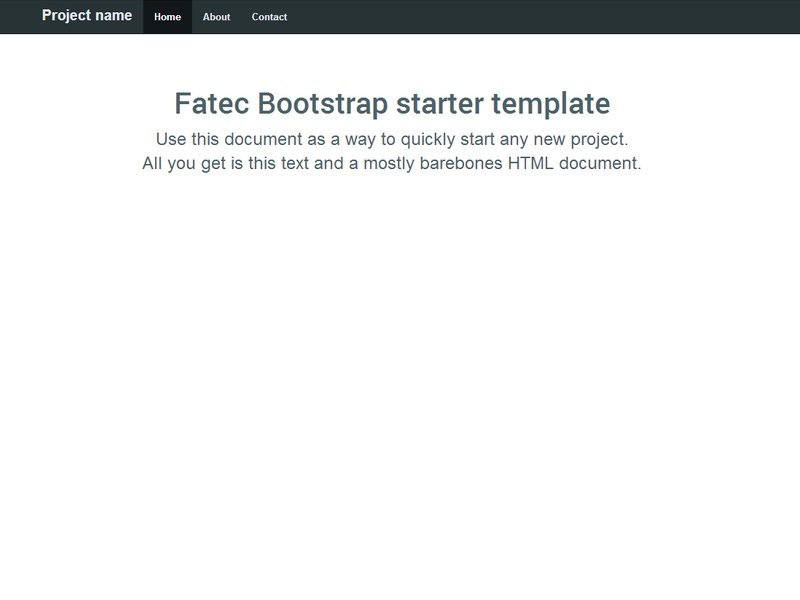 Project name Home About Contact
Fatec Bootstrap starter template
Use this document as a way to quickly start any new project.
All you get is this text and a mostly barebones HTML document.